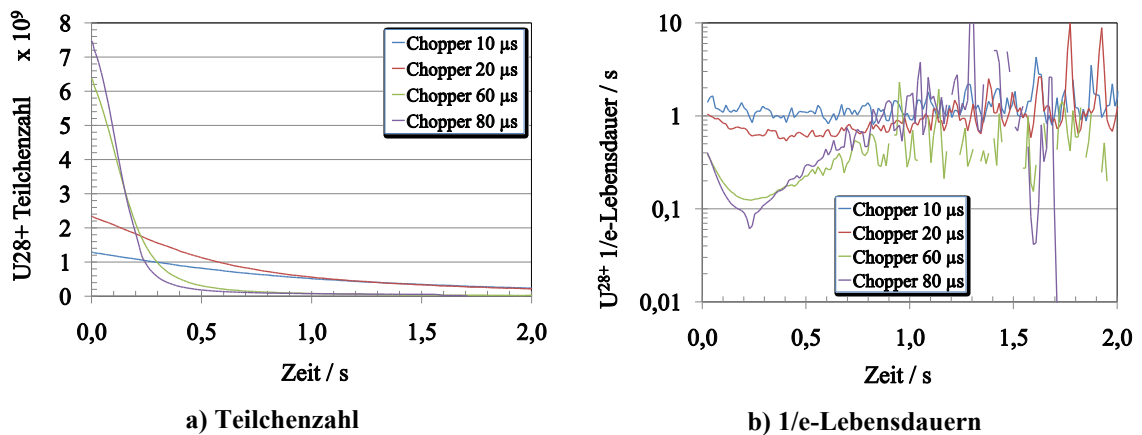 x 10⁹
U28+ Teilchenzahl
8
7
6
5
4
3
2
1
0
Chopper 10 µs
Chopper 20 µs
Chopper 60 µs
Chopper 80 µs
0,0 0,5 1,0 1,5 2,0
Zeit / s
a) Teilchenzahl
U²⁸⁺ 1/e-Lebensdauer / s
10
1
0,1
0,01
Chopper 10 µs
Chopper 20 µs
Chopper 60 µs
Chopper 80 µs
0,0 0,5 1,0 1,5 2,0
Zeit / s
b) 1/e-Lebensdauern